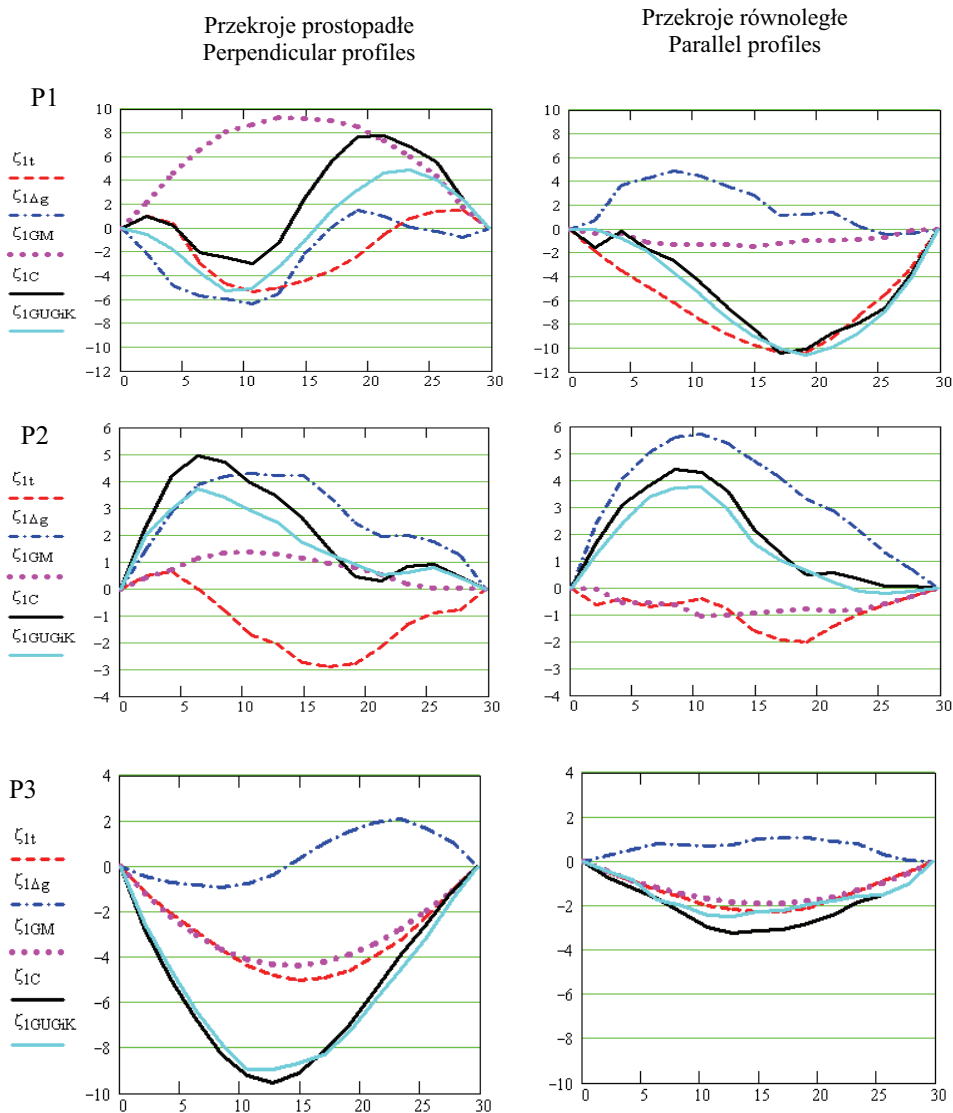 Przekroje prostopadłe
Perpendicular profiles
Przekroje równoległe
Parallel profiles
P1
ζ1t
ζ1Δg
ζ1GM
ζ1C
ζ1GUGiK
10
8
6
4
2
0
−2
−4
−6
−8
−10
−12
0 5 10 15 20 25 30
10
8
6
4
2
0
−2
−4
−6
−8
−10
−12
0 5 10 15 20 25 30
P2
ζ1t
ζ1Δg
ζ1GM
ζ1C
ζ1GUGiK
6
5
4
3
2
1
0
−1
−2
−3
−4
0 5 10 15 20 25 30
6
5
4
3
2
1
0
−1
−2
−3
−4
0 5 10 15 20 25 30
P3
ζ1t
ζ1Δg
ζ1GM
ζ1C
ζ1GUGiK
4
2
0
−2
−4
−6
−8
−10
0 5 10 15 20 25 30
4
2
0
−2
−4
−6
−8
−10
0 5 10 15 20 25 30